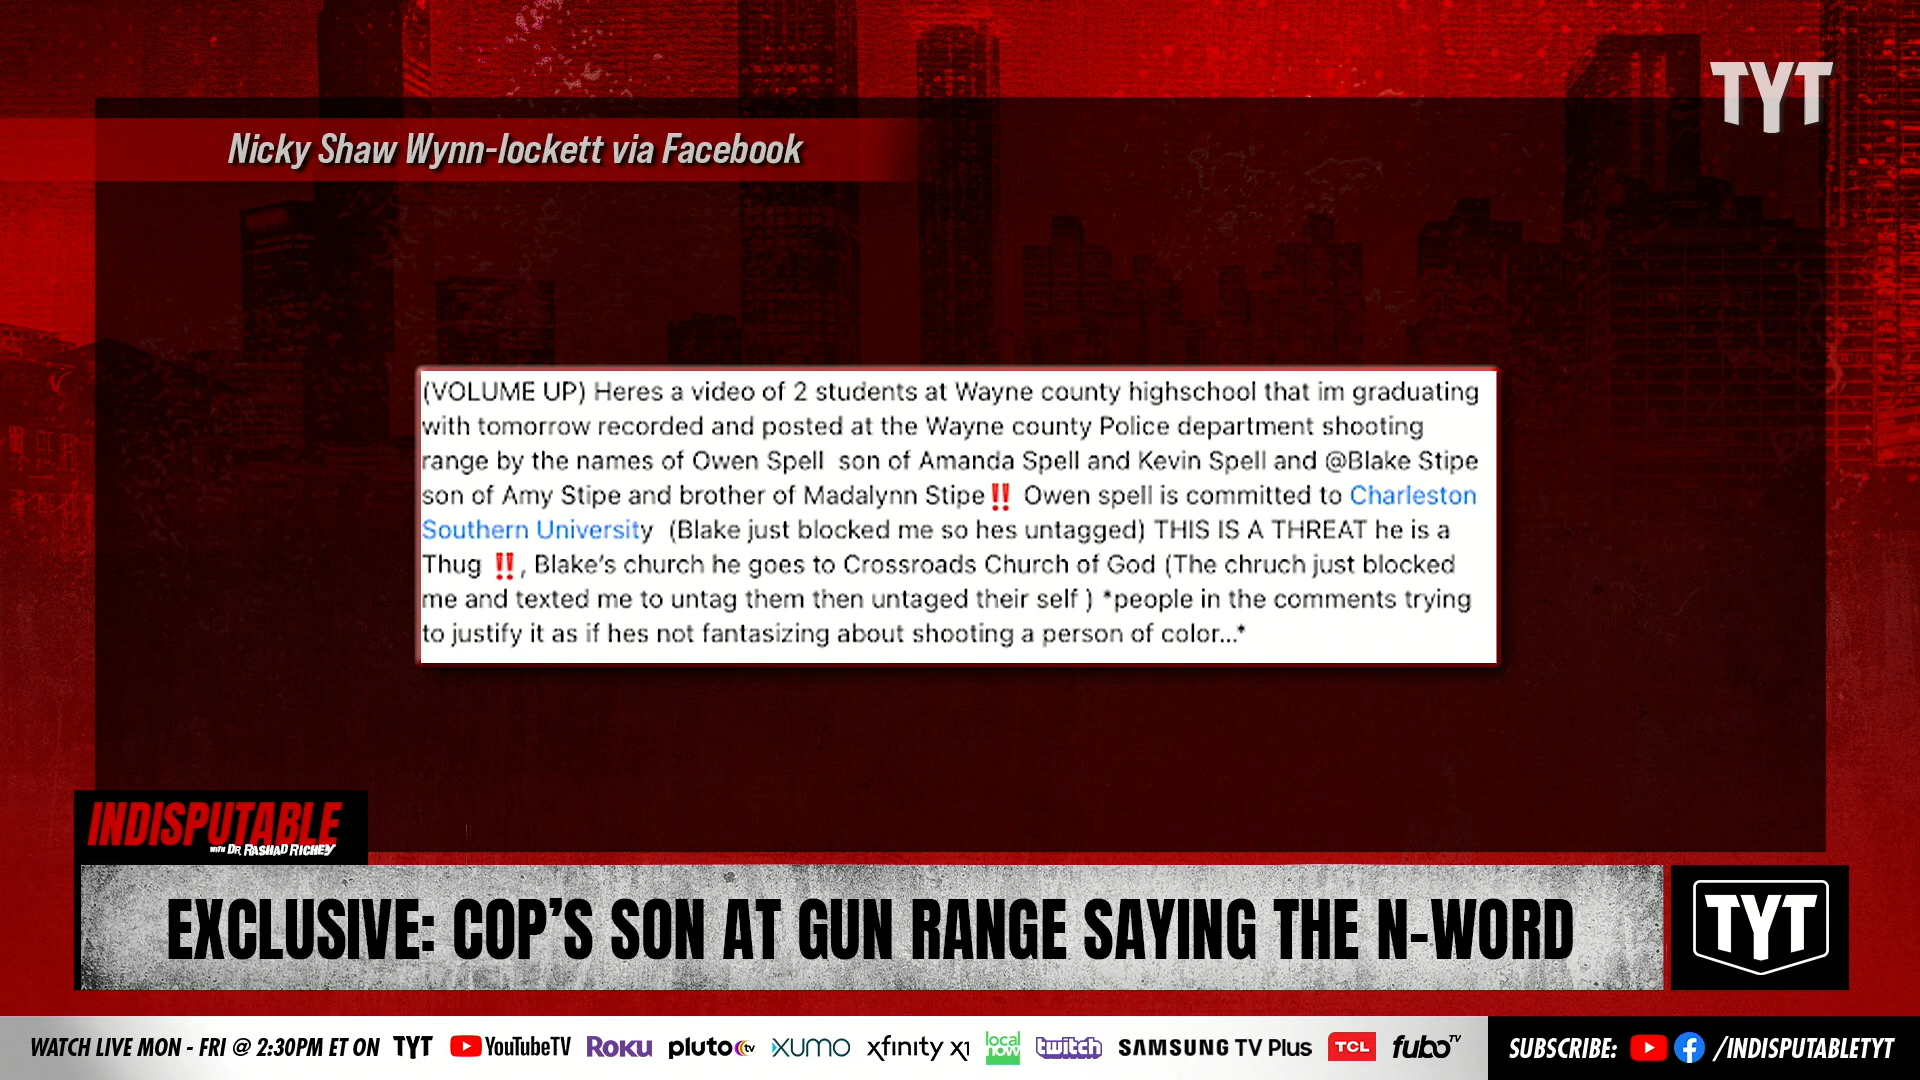 TYT
Nicky Shaw Wynn-lockett via Facebook
(VOLUME UP) Heres a video of 2 students at Wayne county highschool that im graduating
with tomorrow recorded and posted at the Wayne county Police department shooting
range by the names of Owen Spell  son of Amanda Spell and Kevin Spell and @Blake Stipe
son of Amy Stipe and brother of Madalynn Stipe‼️ Owen spell is committed to Charleston
Southern University  (Blake just blocked me so hes untagged) THIS IS A THREAT he is a
Thug ‼️, Blake’s church he goes to Crossroads Church of God (The chruch just blocked
me and texted me to untag them then untaged their self ) *people in the comments trying
to justify it as if hes not fantasizing about shooting a person of color...*
INDISPUTABLE
WITH DR RASHAD RICHEY
EXCLUSIVE: COP’S SON AT GUN RANGE SAYING THE N-WORD
TYT
WATCH LIVE MON - FRI @ 2:30PM ET ON TYT YouTubeTV ROKU pluto tv XUMO xfinity x1 local now twitch SAMSUNG TV Plus TCL fubo TV SUBSCRIBE: /INDISPUTABLETYT